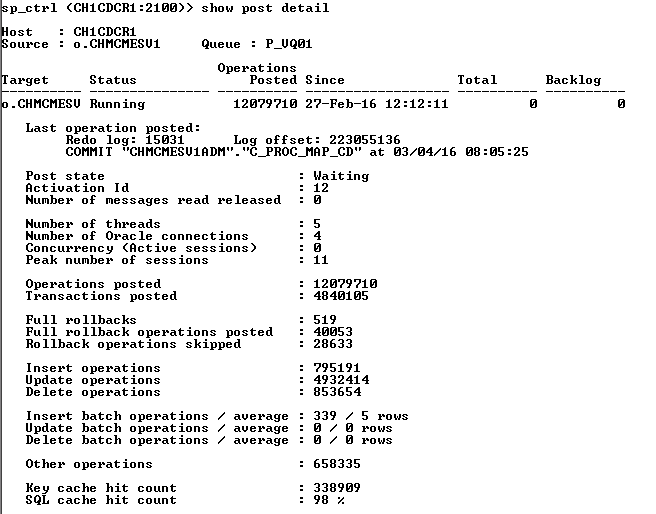 sp_ctrl (CH1CDCR1:2100)> show post detail
Host : CH1CDCR1
Source : o.CHMCMESV1 Queue : P_VQ01
Operations
Target Status Posted Since Total Backlog
---------- --------------- ---------- ------------------ ---------- ----------
o.CHMCMESV Running 12079710 27-Feb-16 12:12:11 0 0
Last operation posted:
Redo log: 15031 Log offset: 223055136
COMMIT "CHMCMESV1ADM"."C_PROC_MAP_CD" at 03/04/16 08:05:25
Post state : Waiting
Activation Id : 12
Number of messages read released : 0
Number of threads : 5
Number of Oracle connections : 4
Concurrency (Active sessions) : 0
Peak number of sessions : 11
Operations posted : 12079710
Transactions posted : 4840105
Full rollbacks : 519
Full rollback operations posted : 40053
Rollback operations skipped : 28633
Insert operations : 795191
Update operations : 4932414
Delete operations : 853654
Insert batch operations / average : 339 / 5 rows
Update batch operations / average : 0 / 0 rows
Delete batch operations / average : 0 / 0 rows
Other operations : 658335
Key cache hit count : 338909
SQL cache hit count : 98 %